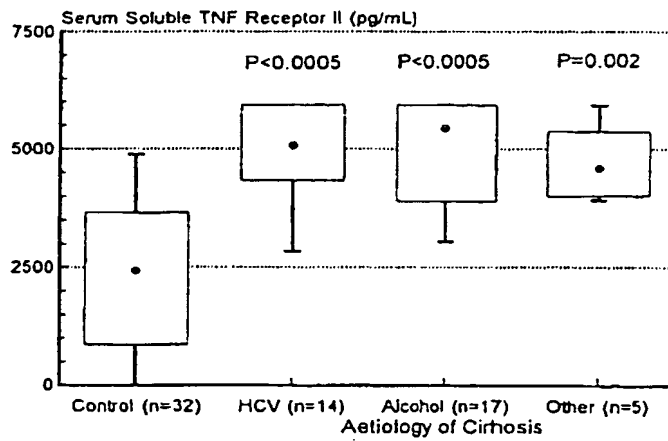 Serum Soluble TNF Receptor II (pg/mL)
7500
P<0.0005 P<0.0005 P=0.002
5000
2500
0
Control (n=32) HCV (n=14) Alcohol (n=17) Other (n=5)
Aetiology of Cirrhosis